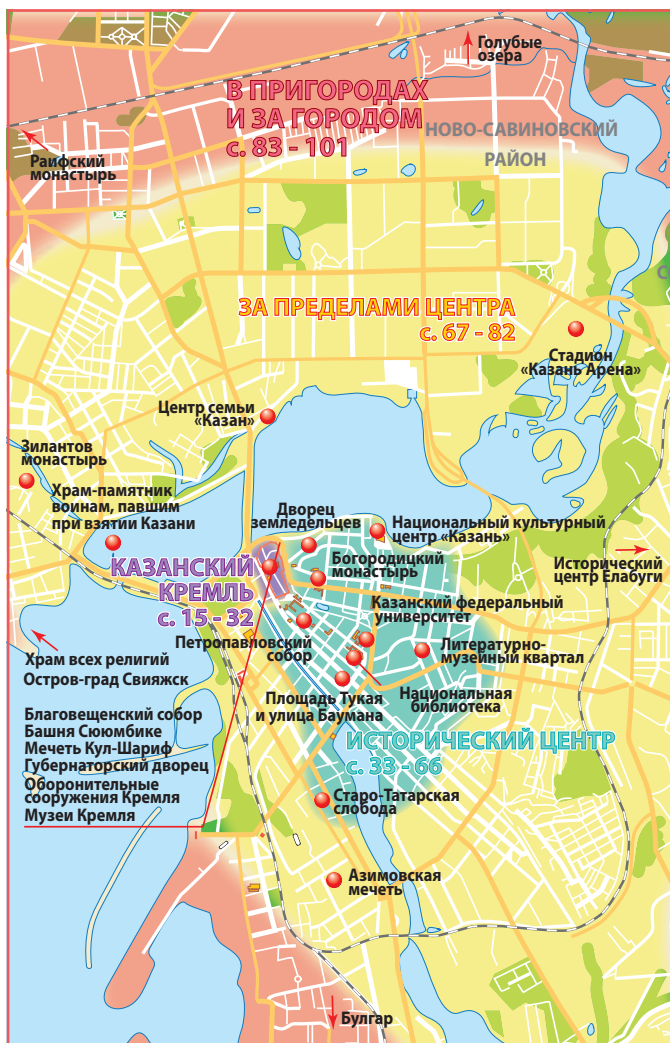 Голубые
озера
В ПРИГОРОДАХ
И ЗА ГОРОДОМ
с. 83 - 101
НОВО-САВИНОВСКИЙ
РАЙОН
Раифский
монастырь
С
ЗА ПРЕДЕЛАМИ ЦЕНТРА
с. 67 - 82
Стадион
«Казань Арена»
Центр семьи
«Казан»
Зилантов
монастырь
Храм-памятник
воинам, павшим
при взятии Казани
Дворец
земледельцев
Национальный культурный
центр «Казань»
КАЗАНСКИЙ
КРЕМЛЬ
с. 15 - 32
Богородицкий
монастырь
Исторический
центр Елабуги
Казанский федеральный
университет
Петропавловский
собор
Литературно-
музейный квартал
Храм всех религий
Остров-град Свияжск
Площадь Тукая
и улица Баумана
Национальная
библиотека
Благовещенский собор
Башня Сююмбике
Мечеть Кул-Шариф
Губернаторский дворец
Оборонительные
сооружения Кремля
Музеи Кремля
ИСТОРИЧЕСКИЙ ЦЕНТР
с. 33 - 66
Старо-Татарская
слобода
Азимовская
мечеть
Булгар